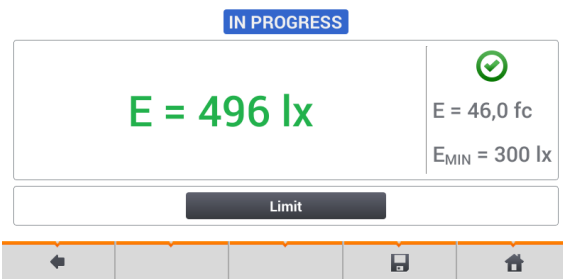 IN PROGRESS
E = 496 lx
E = 46,0 fc
EMIN = 300 lx
Limit